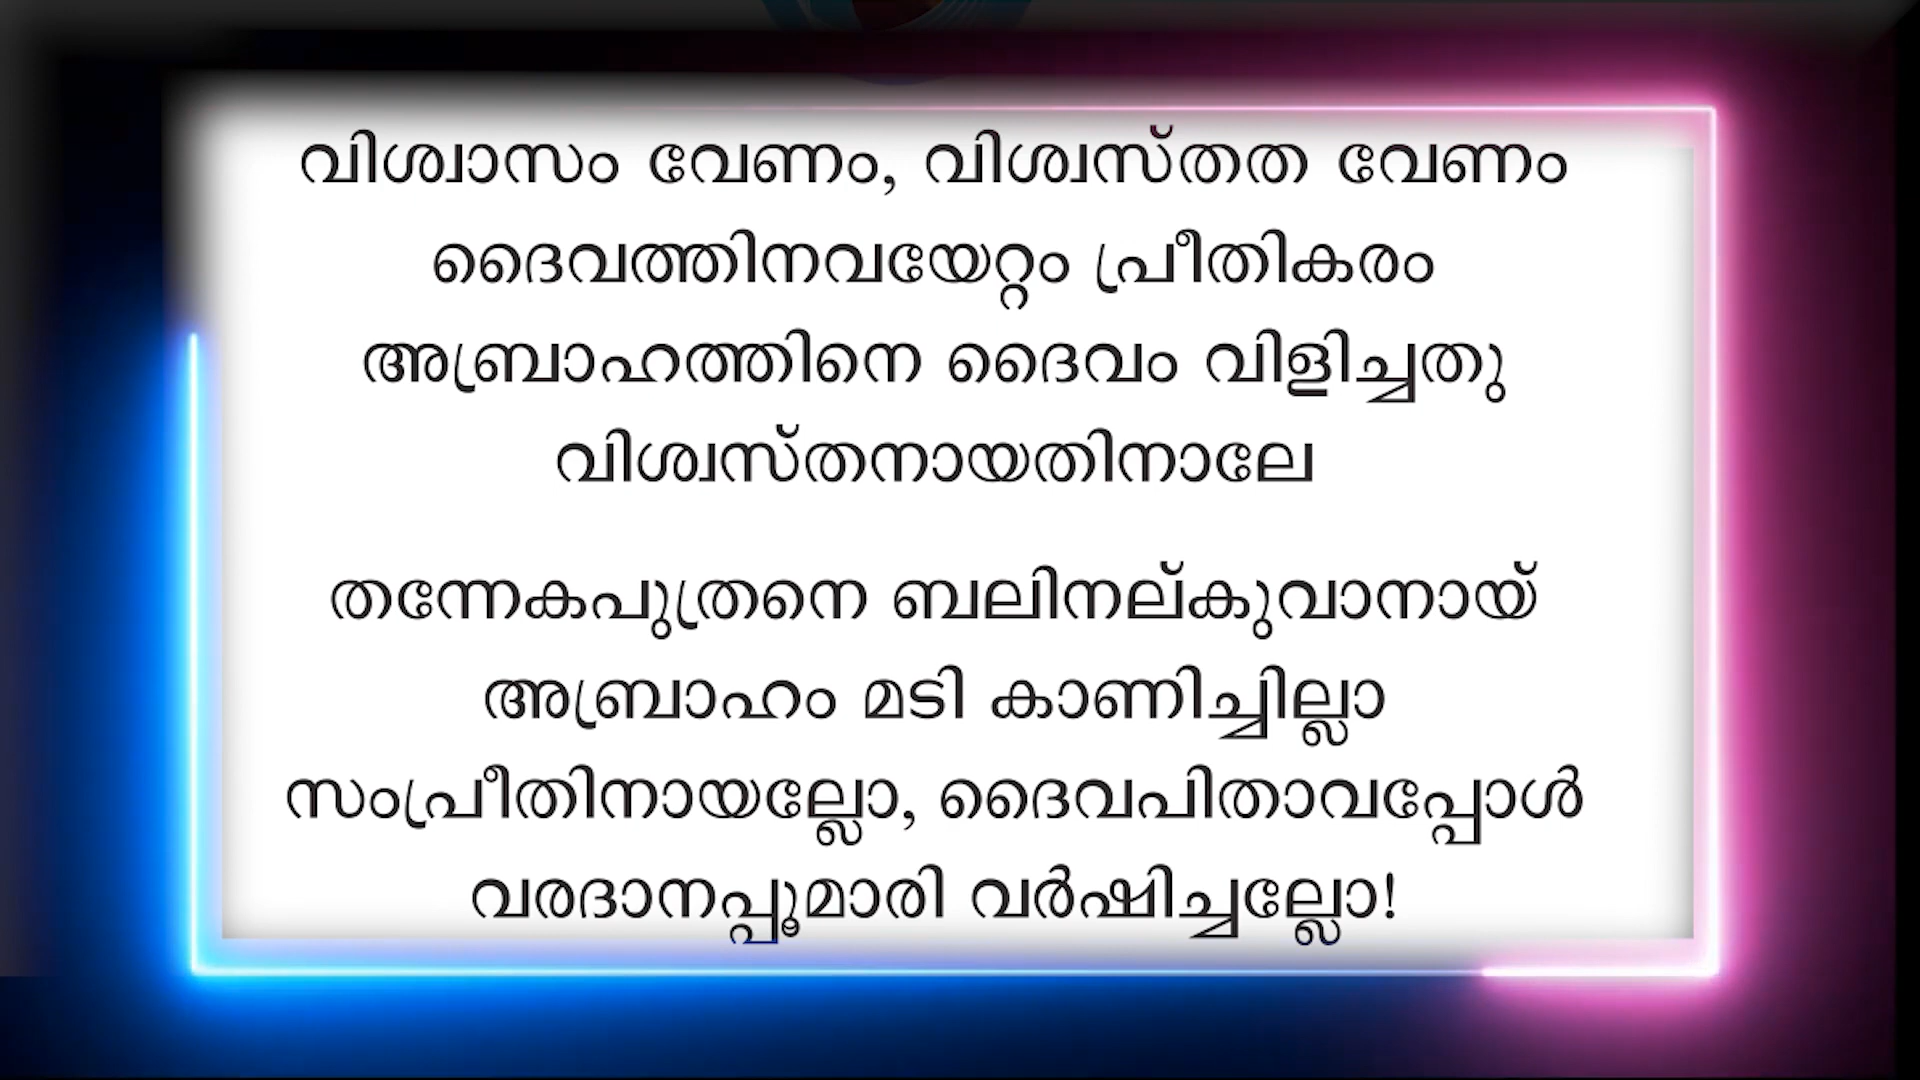 വിശ്വാസം വേണം, വിശ്വസ്തത വേണം
ദൈവത്തിനവയേറ്റം പ്രീതികരം
അബ്രാഹത്തിനെ ദൈവം വിളിച്ചതു
വിശ്വസ്തനായതിനാലേ
തന്നേകപുത്രനെ ബലിനല്കുവാനായ്
അബ്രാഹം മടി കാണിച്ചില്ലാ
സംപ്രീതിനായല്ലോ, ദൈവപിതാവപ്പോൾ
വരദാനപ്പൂമാരി വർഷിച്ചല്ലോ!